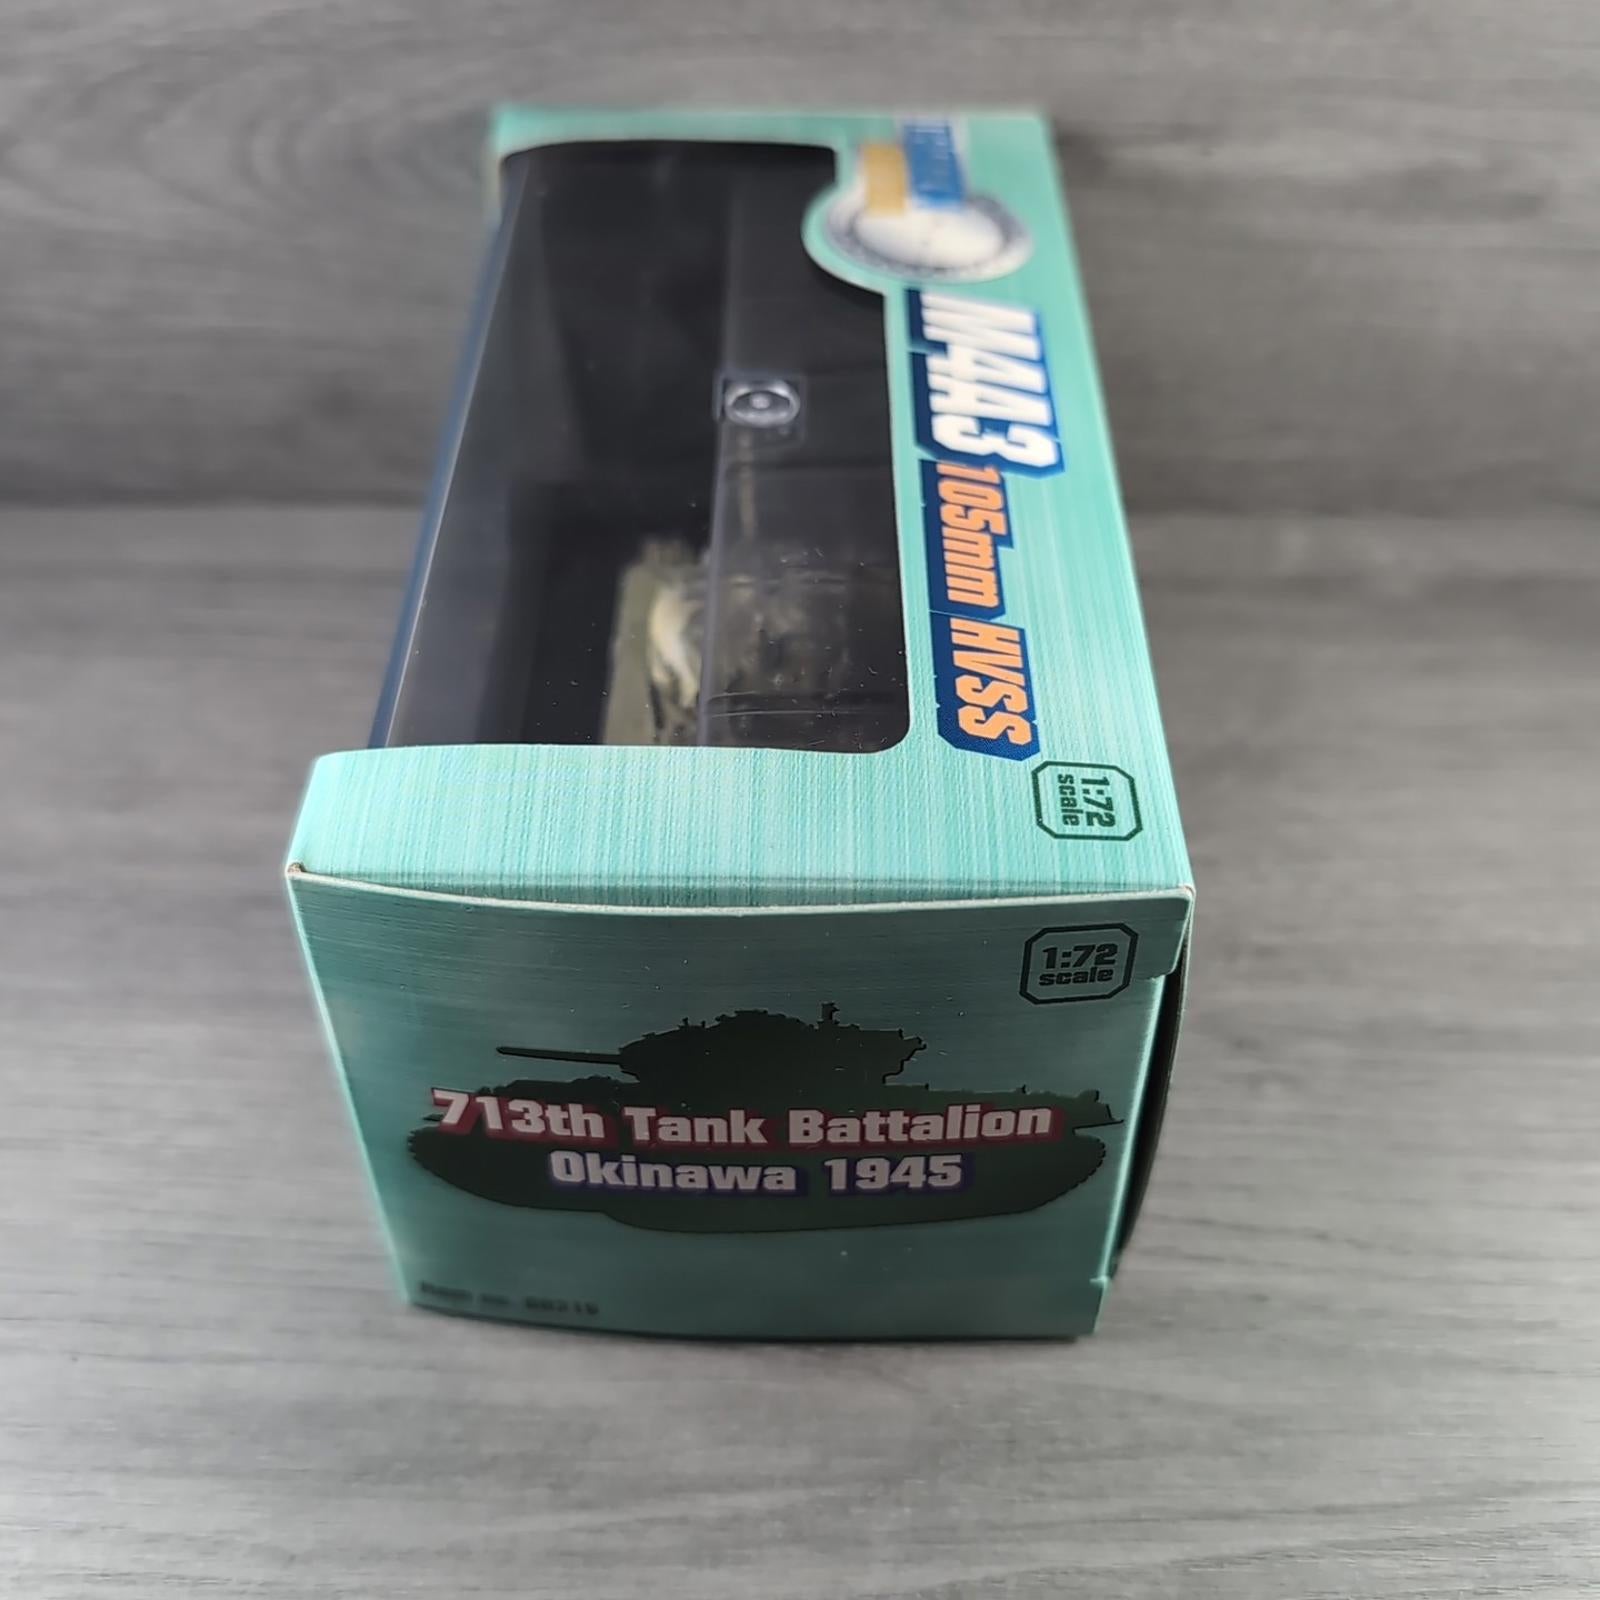 M4A3 105mm HVSS
1:72
scale
1:72
scale
713th Tank Battalion
Okinawa 1945